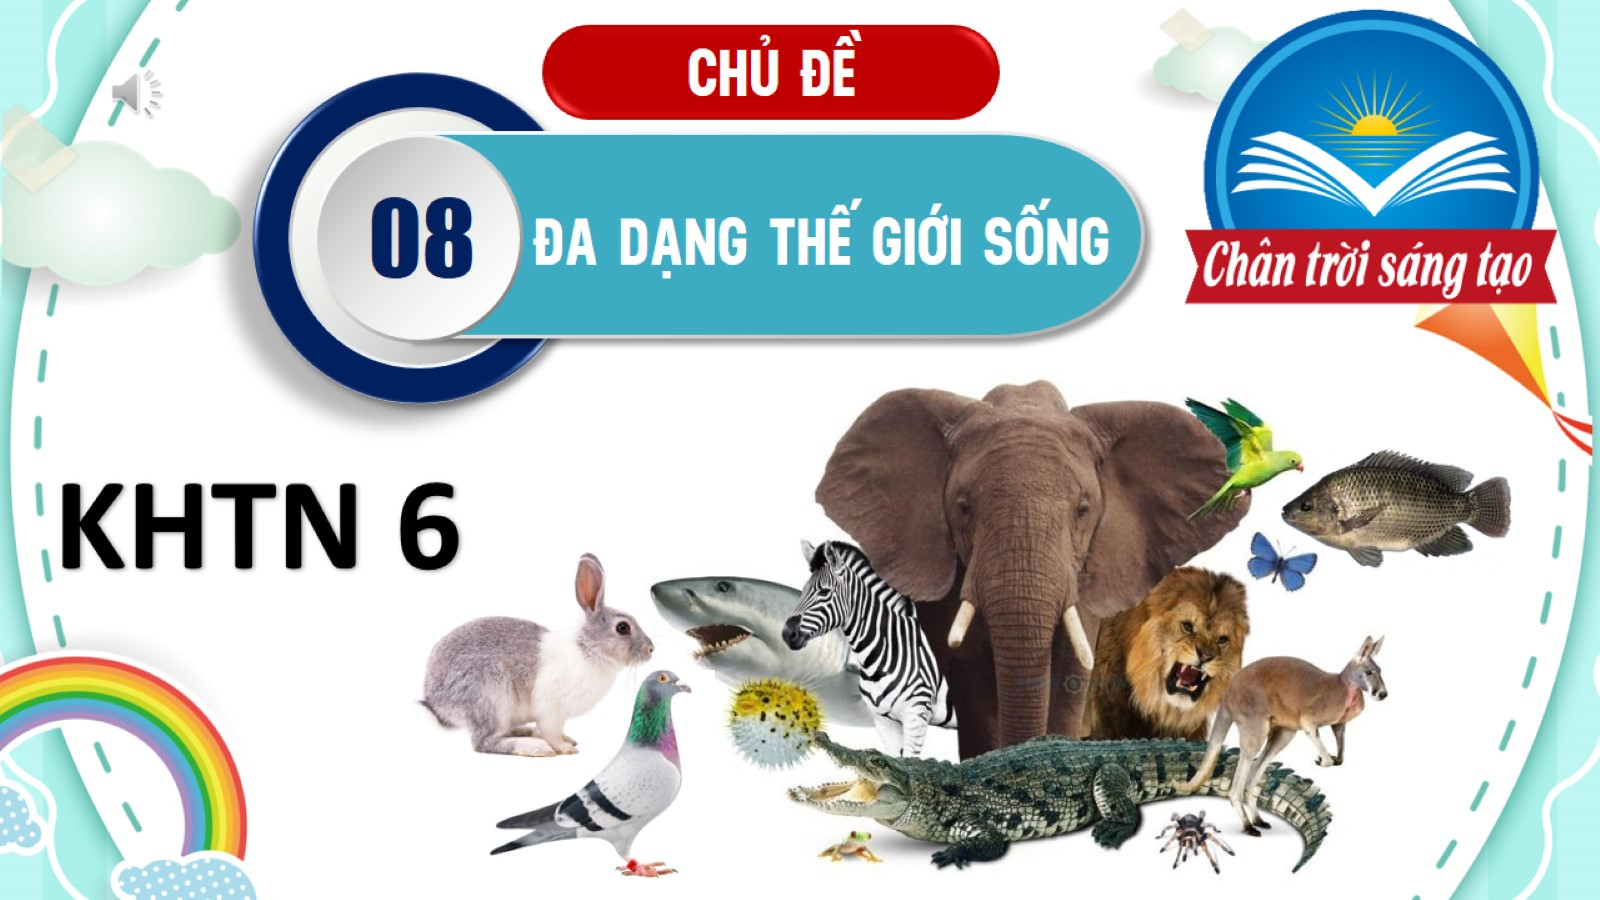 CHỦ ĐỀ
08
ĐA DẠNG THẾ GIỚI SỐNG
Chân trời sáng tạo
KHTN 6